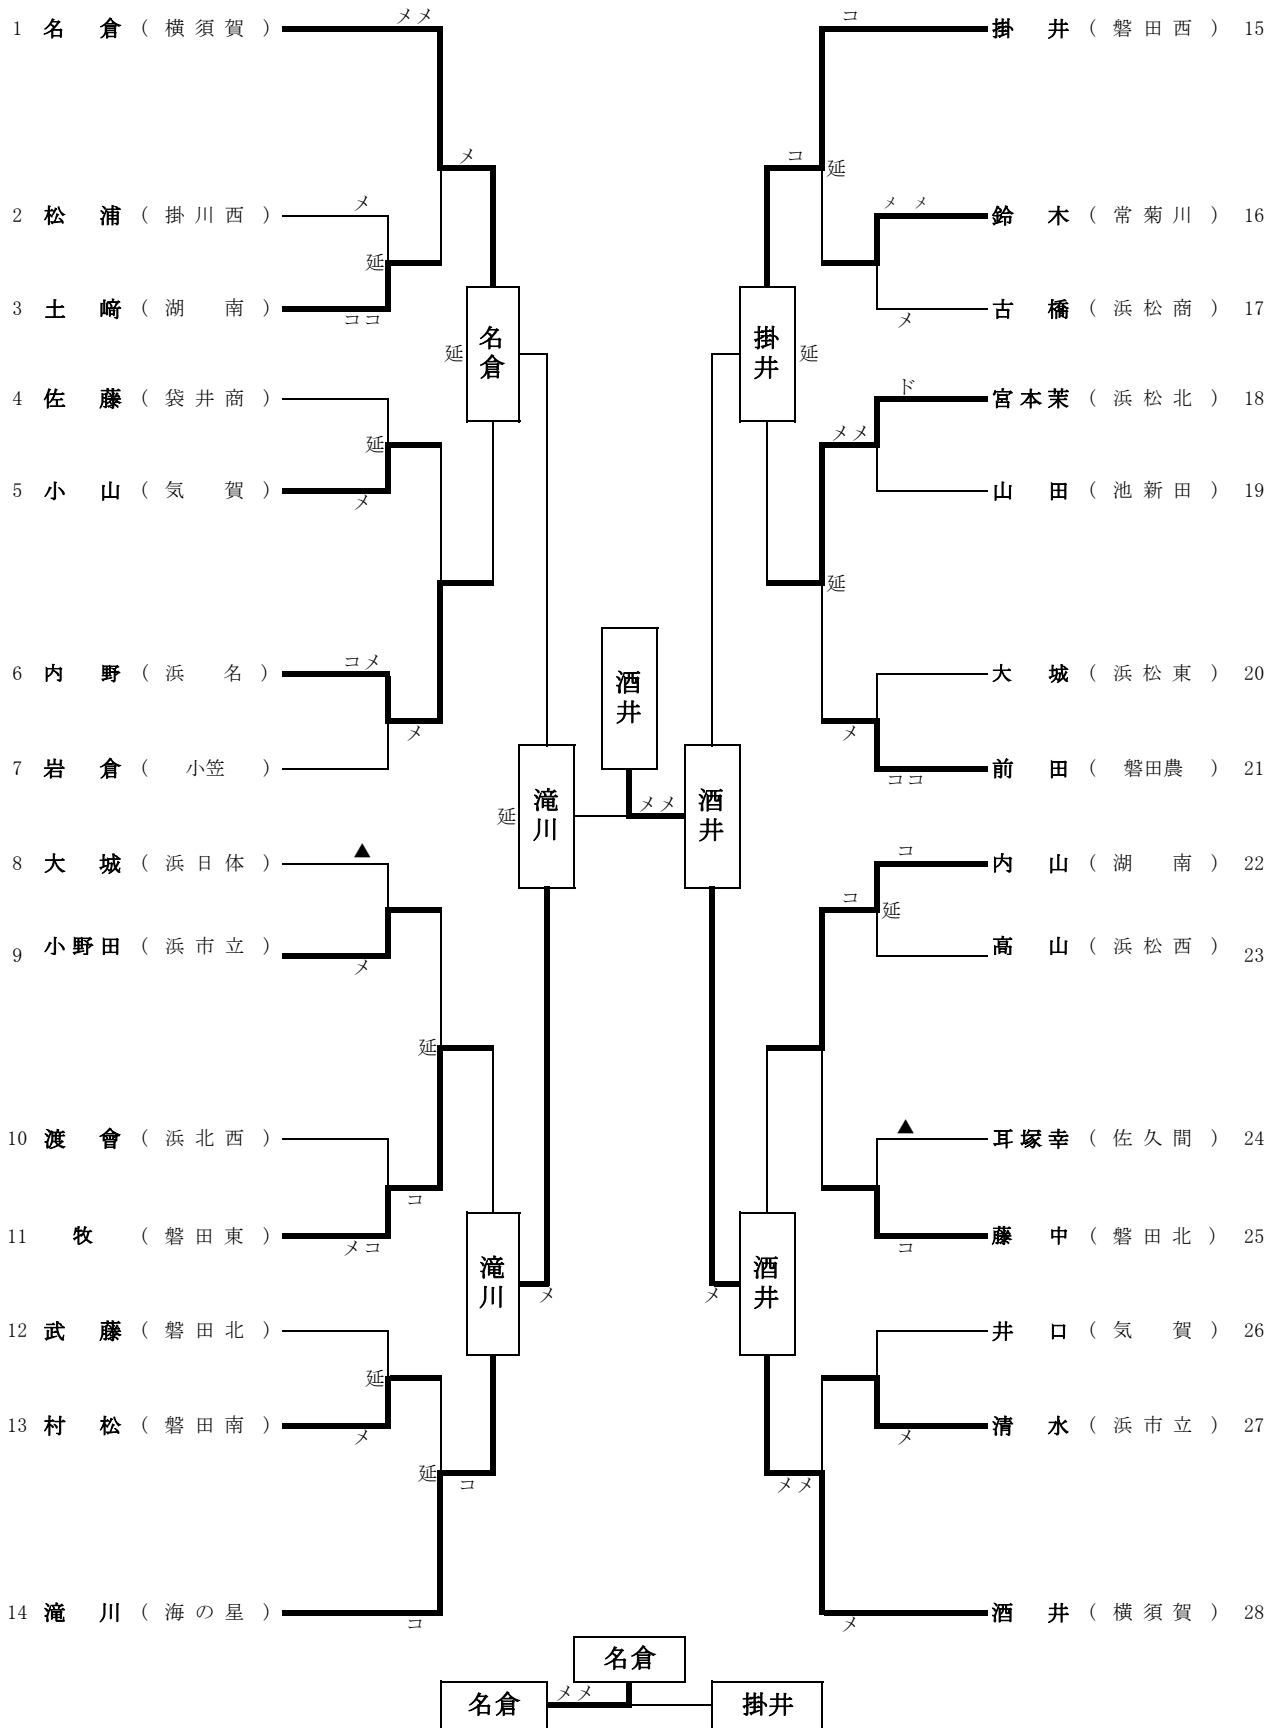 メメ
コ
1 名倉 (横須賀)
掛井 (磐田西) 15
メ
コ
延
2 松浦 (掛川西)
メ
メ メ
鈴木 (常菊川) 16
延
3 土﨑 (湖南)
ココ
メ
古橋 (浜松商) 17
延
名倉
掛井
延
4 佐藤 (袋井商)
ド
宮本茉 (浜松北) 18
延
メメ
5 小山 (気賀)
メ
山田 (池新田) 19
延
6 内野 (浜名)
コメ
大城 (浜松東) 20
酒井
メ
メ
7 岩倉 (小笠)
ココ
前田 (磐田農) 21
延
滝川
メメ
酒井
8 大城 (浜日体)
▲
コ
内山 (湖南) 22
コ
延
9 小野田 (浜市立)
メ
高山 (浜松西) 23
延
10 渡會 (浜北西)
▲
耳塚幸 (佐久間) 24
コ
11 牧 (磐田東)
メコ
コ
藤中 (磐田北) 25
滝川
メ
メ
酒井
12 武藤 (磐田北)
井口 (気賀) 26
延
13 村松 (磐田南)
メ
メ
清水 (浜市立) 27
延
コ
メメ
14 滝川 (海の星)
コ
メ
酒井 (横須賀) 28
名倉
名倉
メメ
掛井